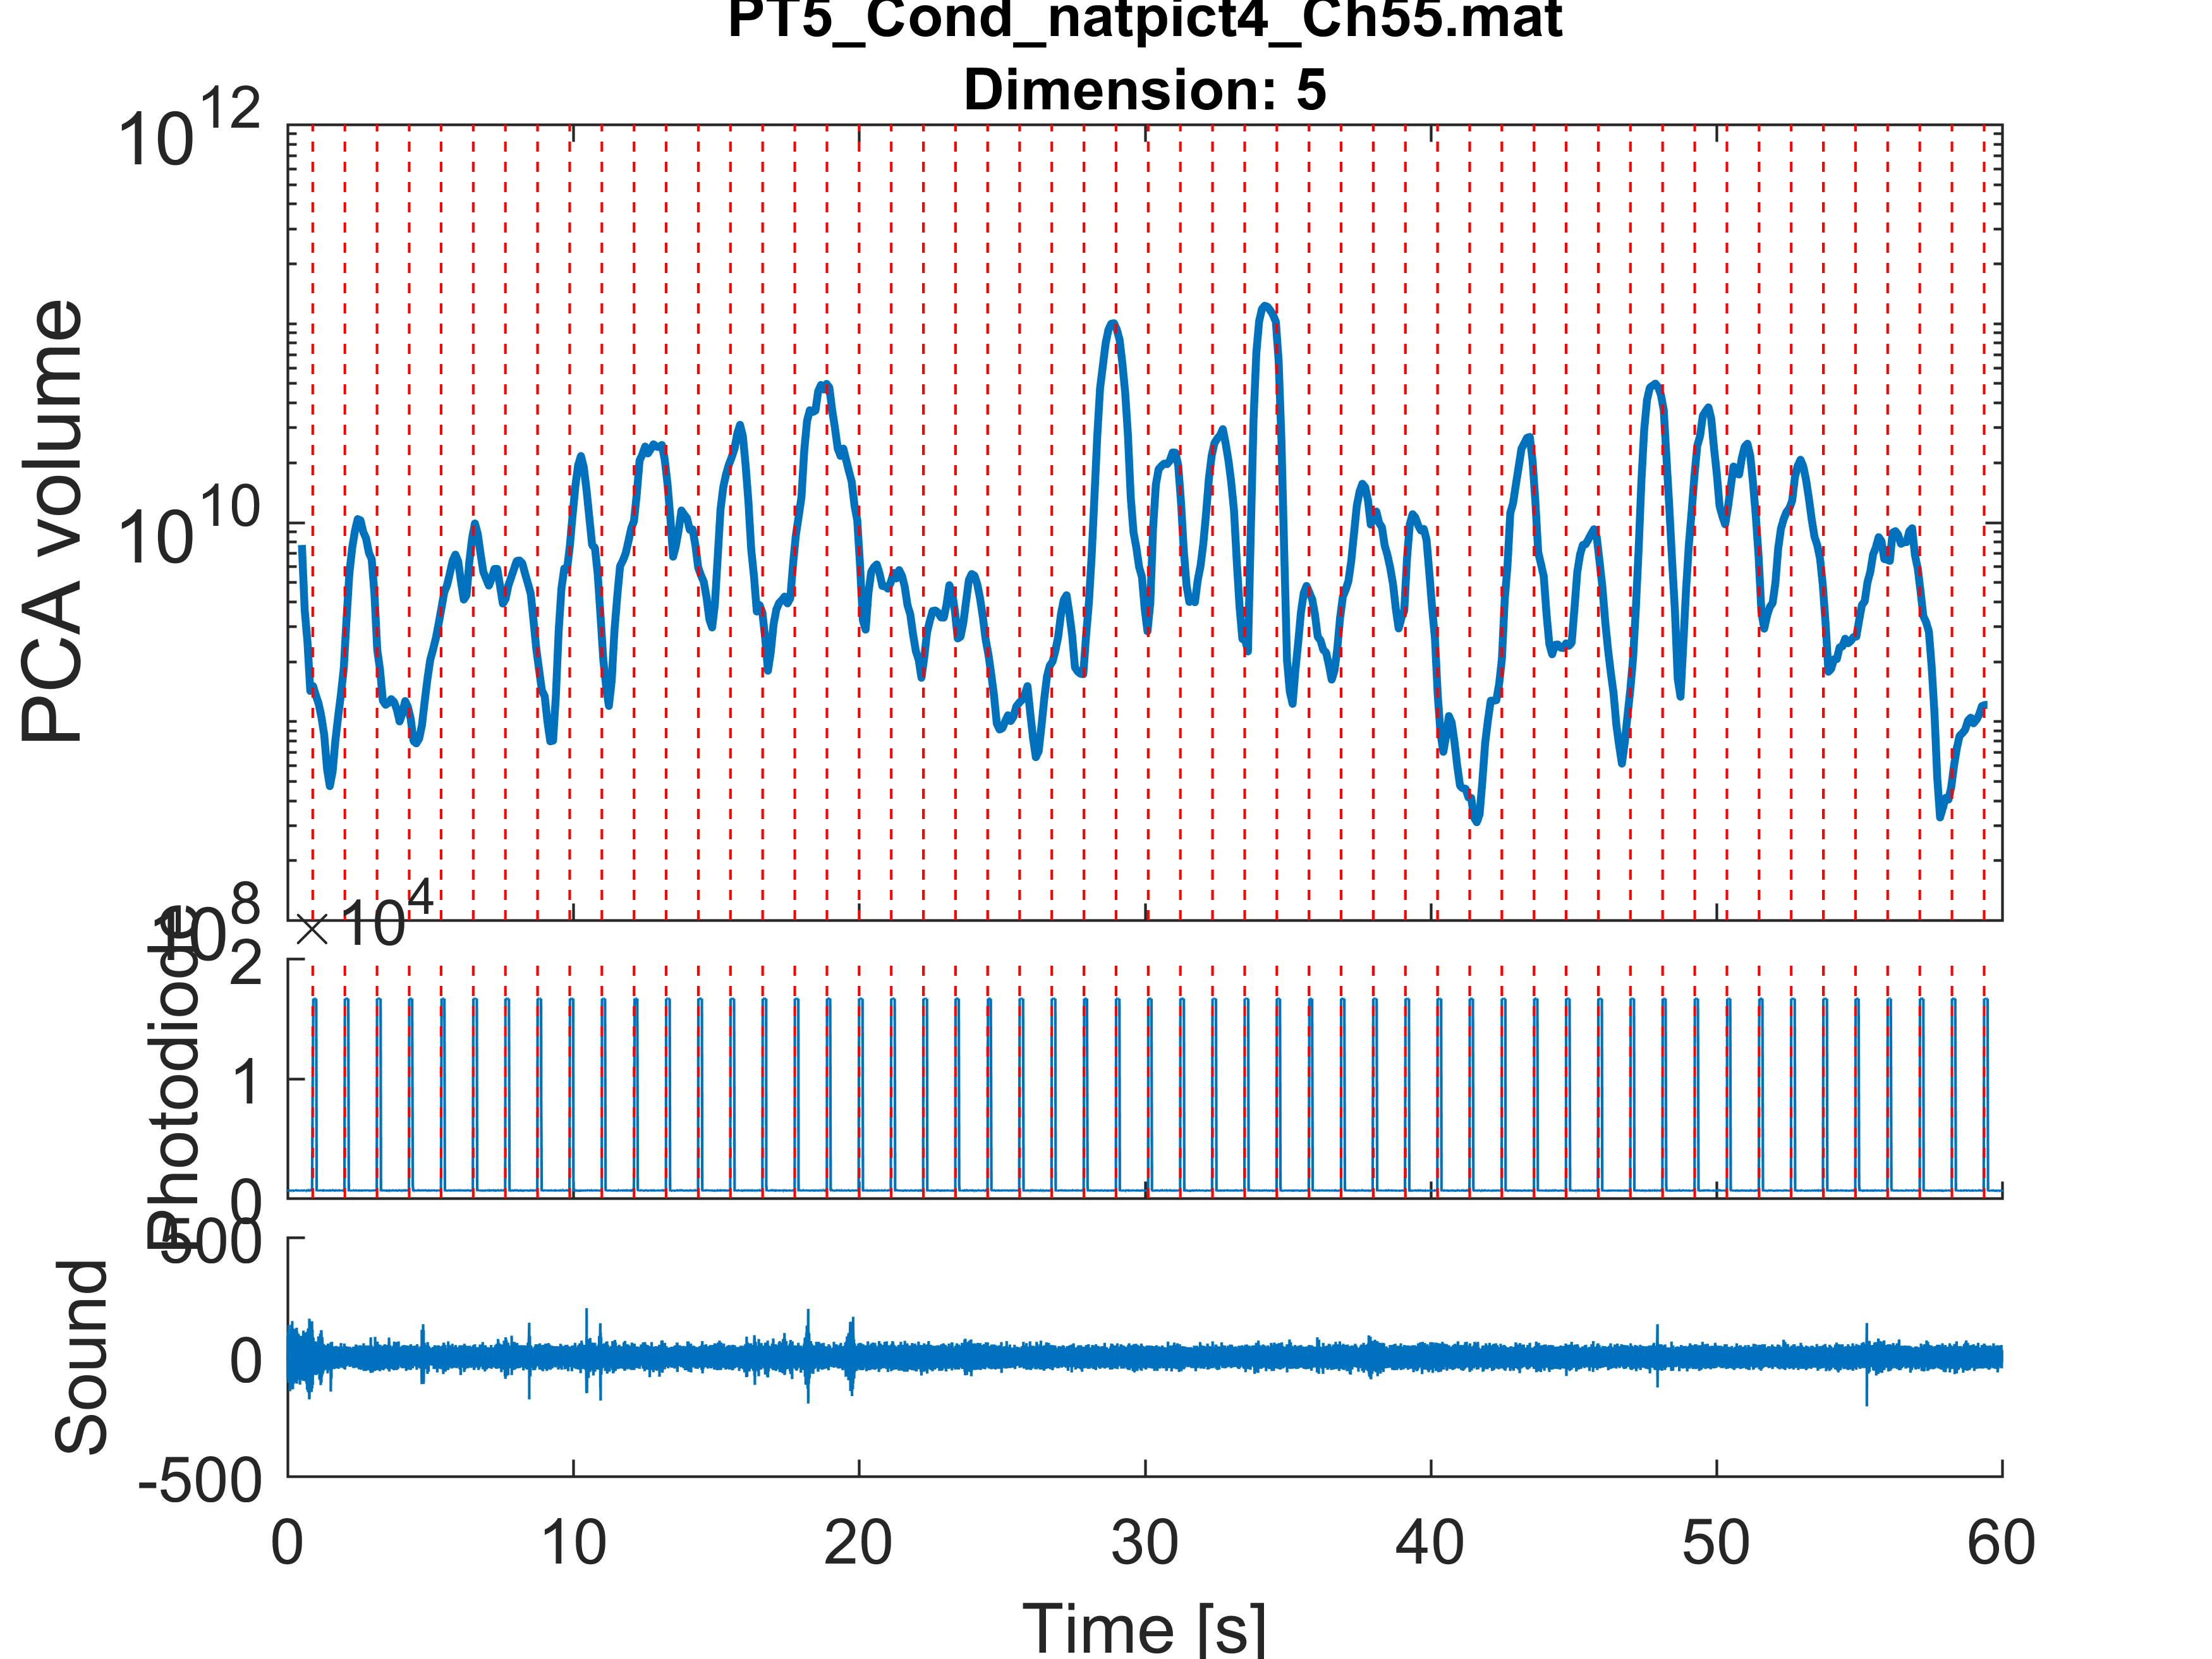 PT5_Cond_natpict4_Ch55.mat
Dimension: 5
10^12
10^10
10^8
PCA volume
×10^4
2
1
0
Photodiode
500
0
-500
Sound
0 10 20 30 40 50 60
Time [s]